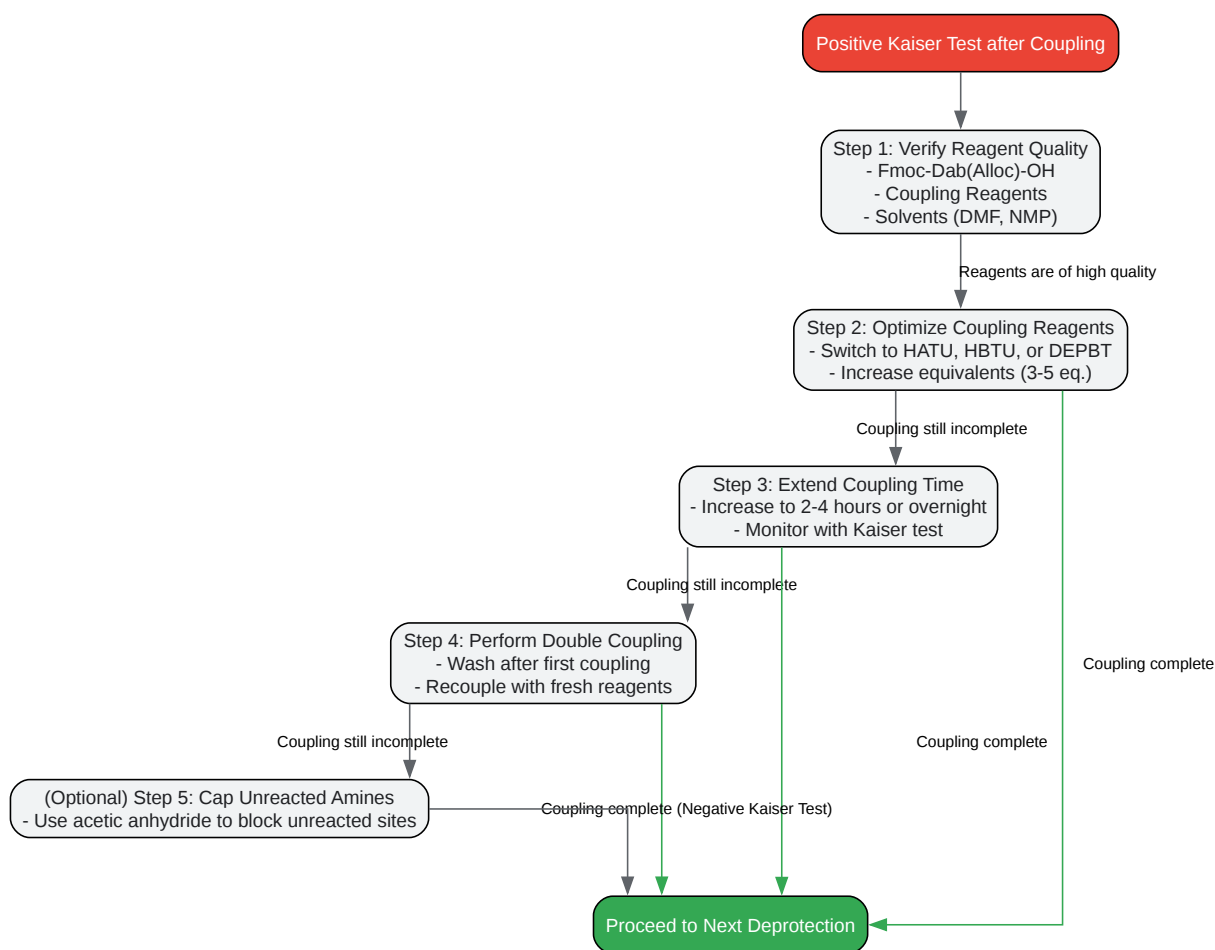 Positive Kaiser Test after Coupling
Step 1: Verify Reagent Quality
- Fmoc-Dab(Alloc)-OH
- Coupling Reagents
- Solvents (DMF, NMP)
Reagents are of high quality
Step 2: Optimize Coupling Reagents
- Switch to HATU, HBTU, or DEPBT
- Increase equivalents (3-5 eq.)
Coupling still incomplete
Step 3: Extend Coupling Time
- Increase to 2-4 hours or overnight
- Monitor with Kaiser test
Coupling still incomplete
Step 4: Perform Double Coupling
- Wash after first coupling
- Recouple with fresh reagents
Coupling complete
Coupling still incomplete
Coupling complete
(Optional) Step 5: Cap Unreacted Amines
- Use acetic anhydride to block unreacted sites
Coupling complete (Negative Kaiser Test)
Proceed to Next Deprotection